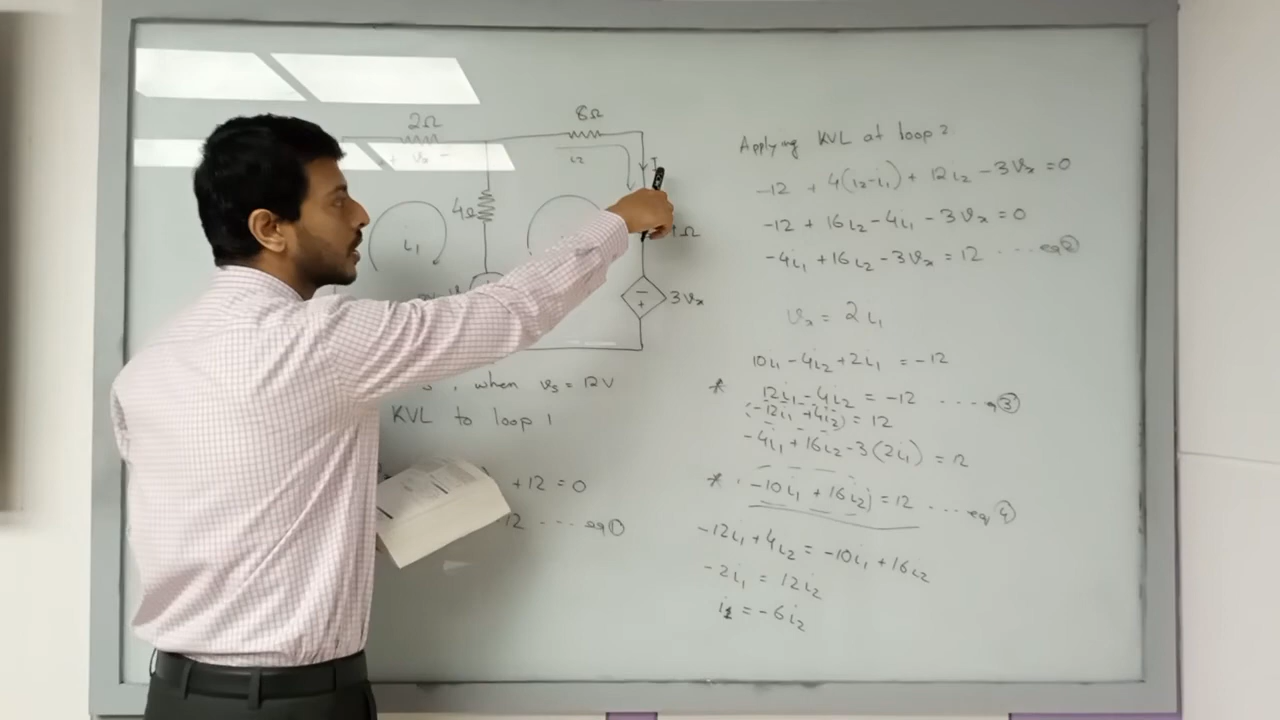 2Ω
8Ω
+ vx -
i2
4Ω
i1
Ω
- +
3vx
, when vs = 12V
KVL to loop 1
+12 = 0
12 .... eq①
Applying KVL at loop 2
-12 + 4(i2-i1) + 12i2 - 3vx = 0
-12 + 16i2 - 4i1 - 3vx = 0
-4i1 + 16i2 - 3vx = 12 .... eq②
vx = 2i1
10i1 - 4i2 + 2i1 = -12
* 12i1 - 4i2 = -12 .... eq③
(-12i1 + 4i2) = 12
-4i1 + 16i2 - 3(2i1) = 12
* -10i1 + 16i2) = 12 .... eq④
-12i1 + 4i2 = -10i1 + 16i2
-2i1 = 12i2
i1 = -6i2